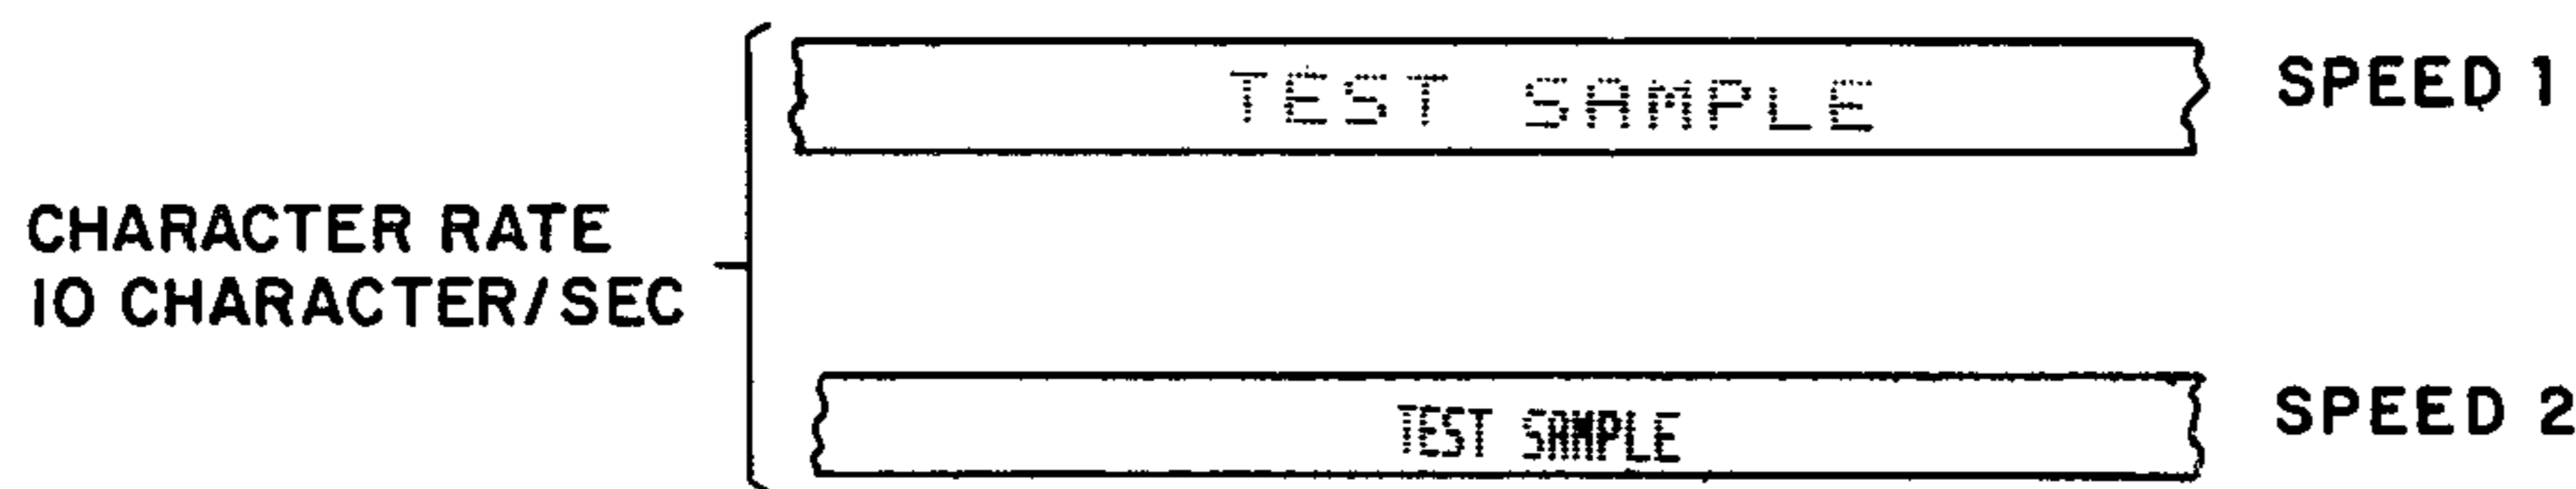 TEST SAMPLE
SPEED 1
CHARACTER RATE
10 CHARACTER/SEC
TEST SAMPLE
SPEED 2